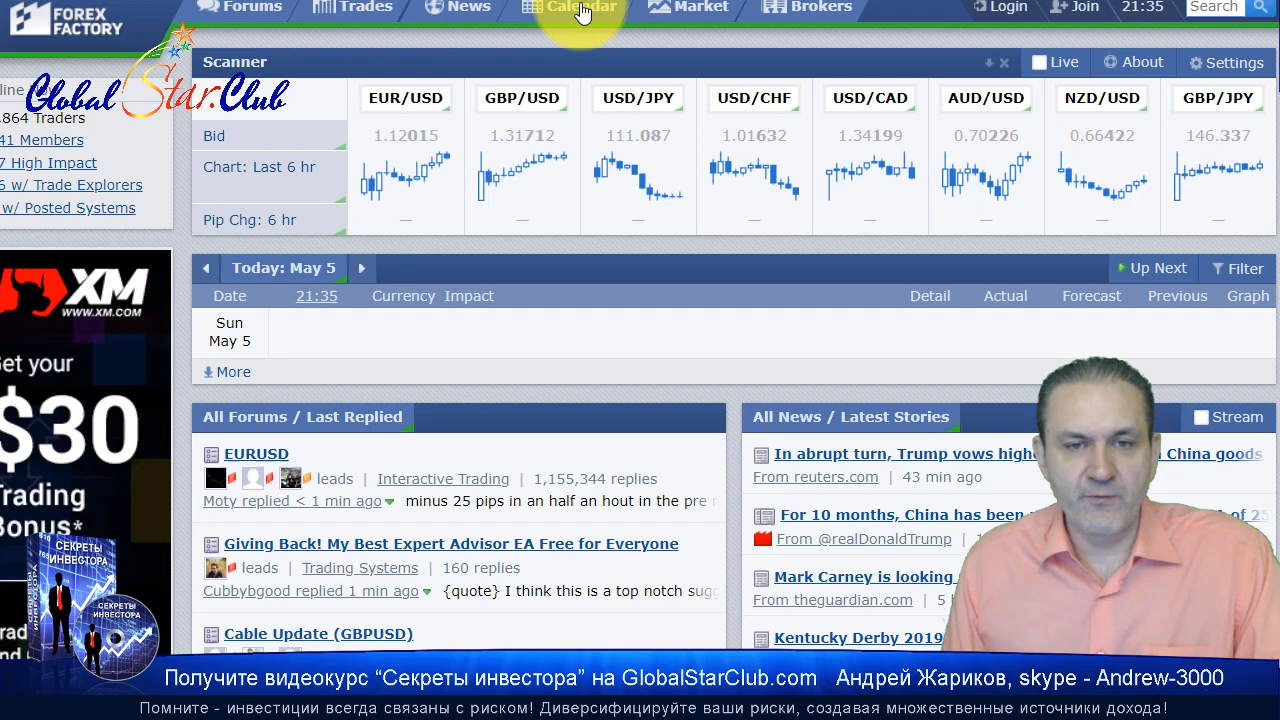 FOREX FACTORY
Forums Trades News Calendar Market Brokers Login Join 21:35 Search
Global Star.Club
,864 Traders
41 Members
7 High Impact
6 w/ Trade Explorers
w/ Posted Systems
Scanner Live About Settings
EUR/USD GBP/USD USD/JPY USD/CHF USD/CAD AUD/USD NZD/USD GBP/JPY
Bid 1.12015 1.31712 111.087 1.01632 1.34199 0.70226 0.66422 146.337
Chart: Last 6 hr
Pip Chg: 6 hr — — — — — — — —
Today: May 5 Up Next Filter
Date 21:35 Currency Impact Detail Actual Forecast Previous Graph
Sun
May 5
More
XM
WWW.XM.COM
Get your
$30
Trading
Bonus*
СЕКРЕТЫ ИНВЕСТОРА
СЕКРЕТЫ ИНВЕСТОРА
All Forums / Last Replied
EURUSD
leads | Interactive Trading | 1,155,344 replies
Moty replied < 1 min ago minus 25 pips in an half an hout in the pre
Giving Back! My Best Expert Advisor EA Free for Everyone
leads | Trading Systems | 160 replies
Cubbybgood replied 1 min ago {quote} I think this is a top notch sugg
Cable Update (GBPUSD)
All News / Latest Stories Stream
In abrupt turn, Trump vows high China goods
From reuters.com | 43 min ago
For 10 months, China has been of 25
From @realDonaldTrump |
Mark Carney is looking
From theguardian.com | 5
Kentucky Derby 2019
Получите видеокурс “Секреты инвестора” на GlobalStarClub.com Андрей Жариков, skype - Andrew-3000
Помните - инвестиции всегда связаны с риском! Диверсифицируйте ваши риски, создавая множественные источники дохода!